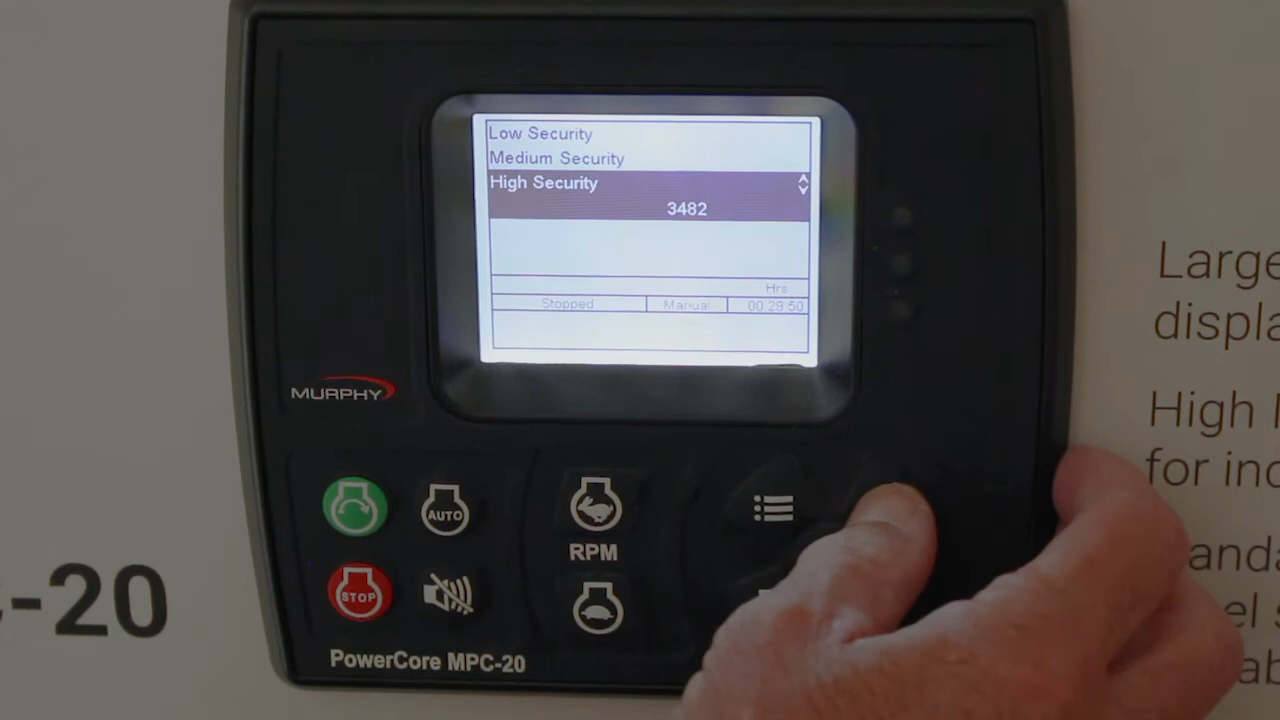 Low Security
Medium Security
High Security
3482
Hrs
Stopped
Manual
00:29:50
MURPHY
AUTO
RPM
STOP
PowerCore MPC-20
-20
Large
displa
High
for ind
anda
el s
ab